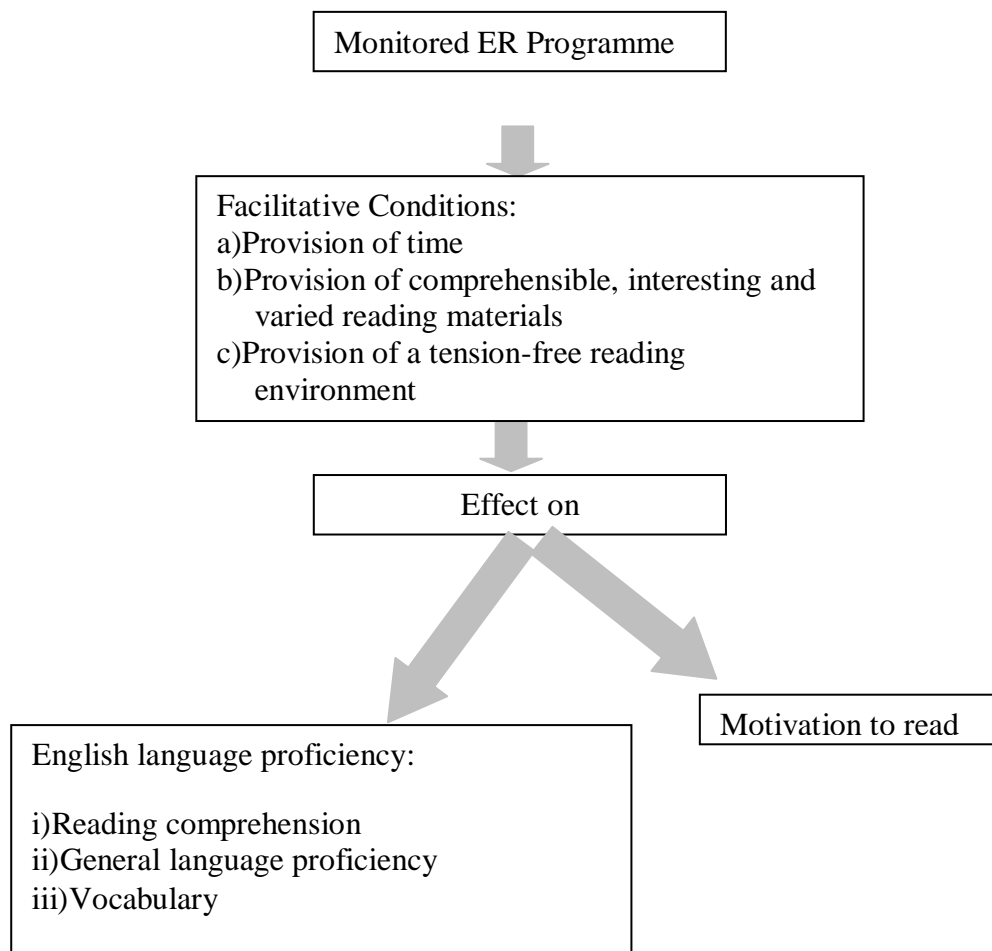 Monitored ER Programme
Facilitative Conditions:
a)Provision of time
b)Provision of comprehensible, interesting and
varied reading materials
c)Provision of a tension-free reading
environment
Effect on
Motivation to read
English language proficiency:
i)Reading comprehension
ii)General language proficiency
iii)Vocabulary